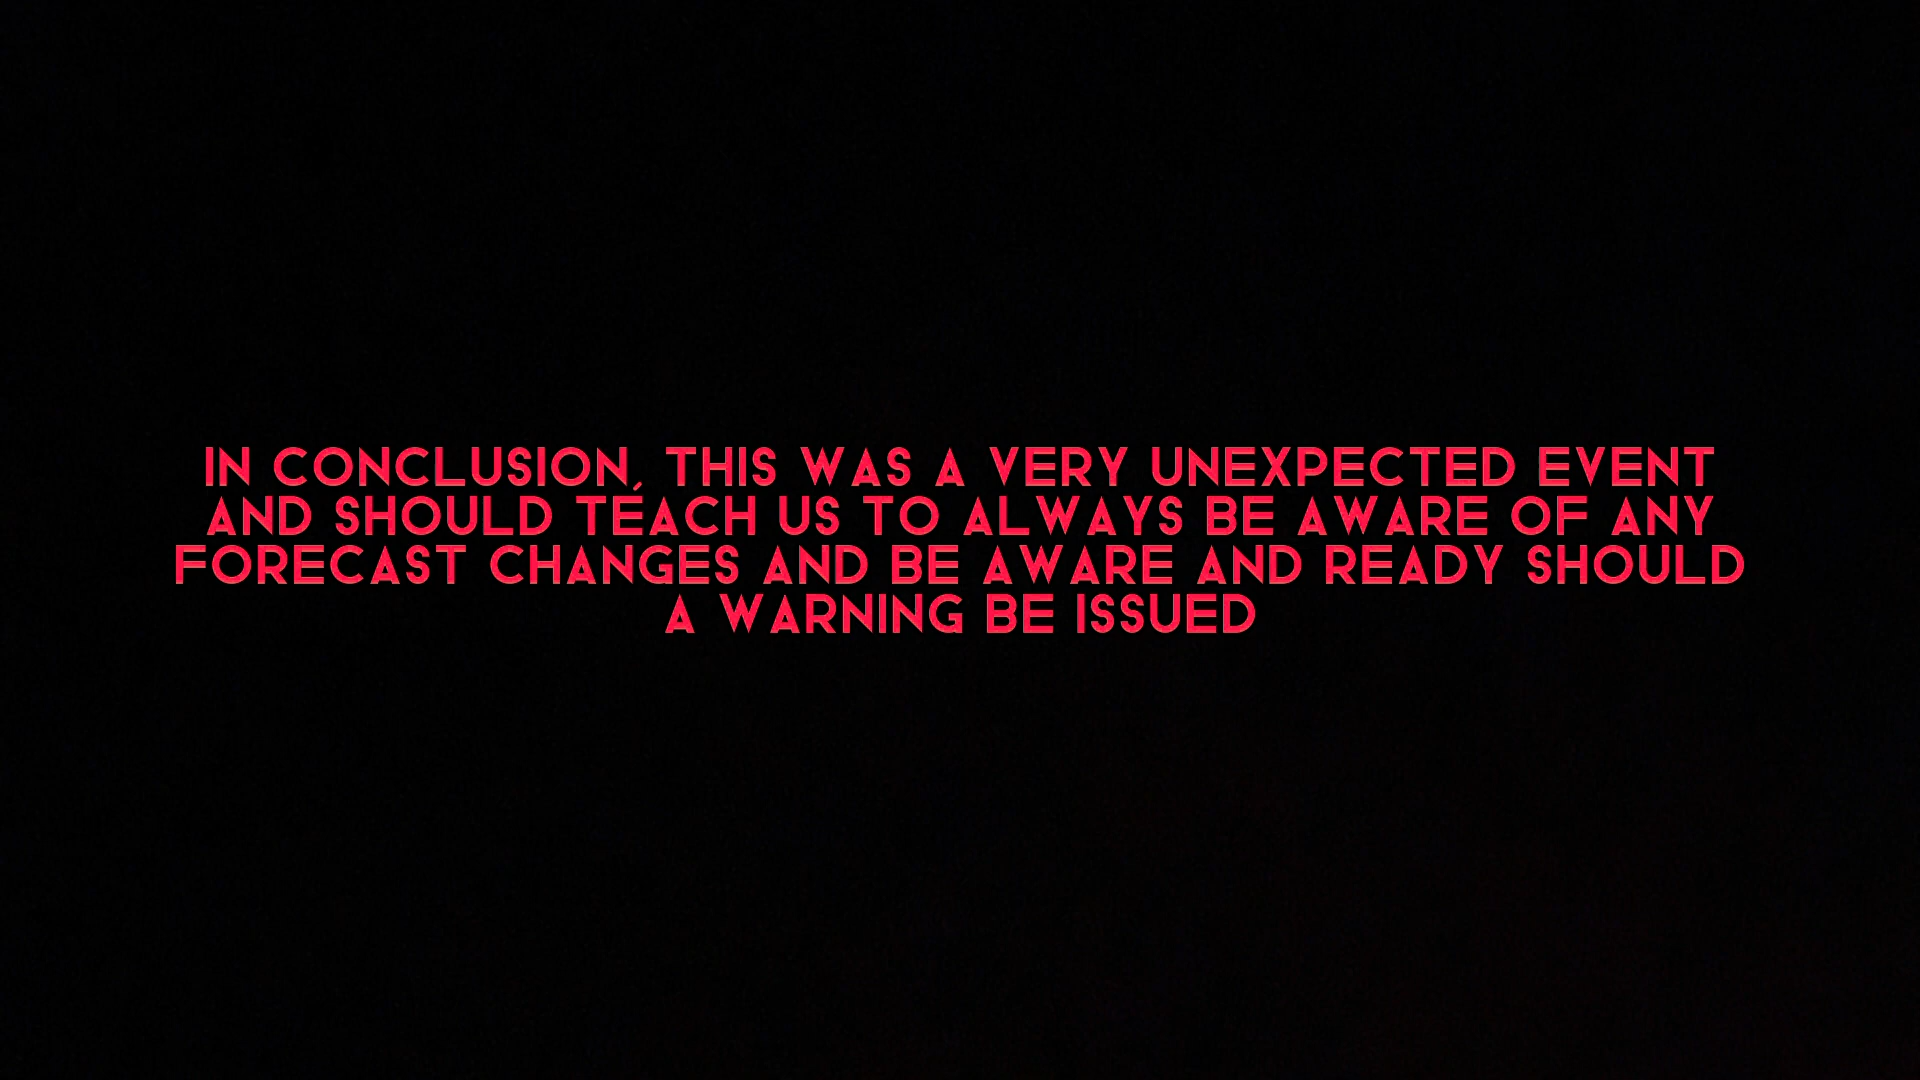 IN CONCLUSION, THIS WAS A VERY UNEXPECTED EVENT
AND SHOULD TEACH US TO ALWAYS BE AWARE OF ANY
FORECAST CHANGES AND BE AWARE AND READY SHOULD
A WARNING BE ISSUED